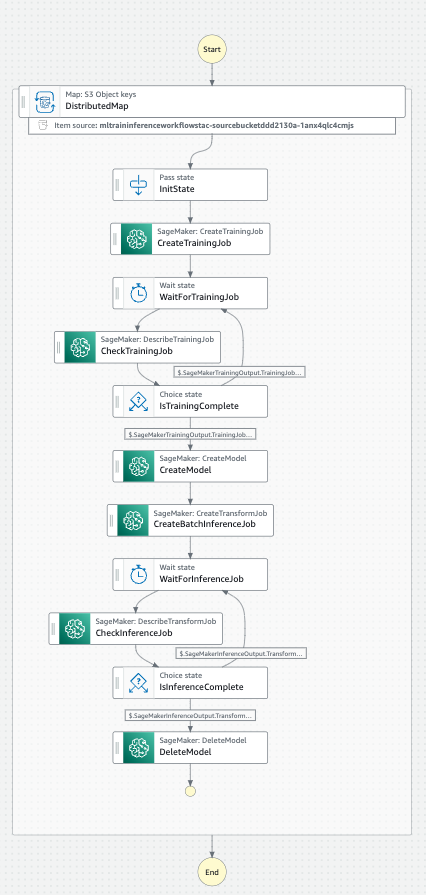 Start
Map: S3 Object keys
DistributedMap
Item source: mltraininferenceworkflowstac-sourcebucketddd2130a-1anx4qlc4cmjs
Pass state
InitState
SageMaker: CreateTrainingJob
CreateTrainingJob
Wait state
WaitForTrainingJob
SageMaker: DescribeTrainingJob
CheckTrainingJob
$.SageMakerTrainingOutput.TrainingJob...
Choice state
IsTrainingComplete
$.SageMakerTrainingOutput.TrainingJob...
SageMaker: CreateModel
CreateModel
SageMaker: CreateTransformJob
CreateBatchInferenceJob
Wait state
WaitForInferenceJob
SageMaker: DescribeTransformJob
CheckInferenceJob
$.SageMakerInferenceOutput.Transform...
Choice state
IsInferenceComplete
$.SageMakerInferenceOutput.Transform...
SageMaker: DeleteModel
DeleteModel
End